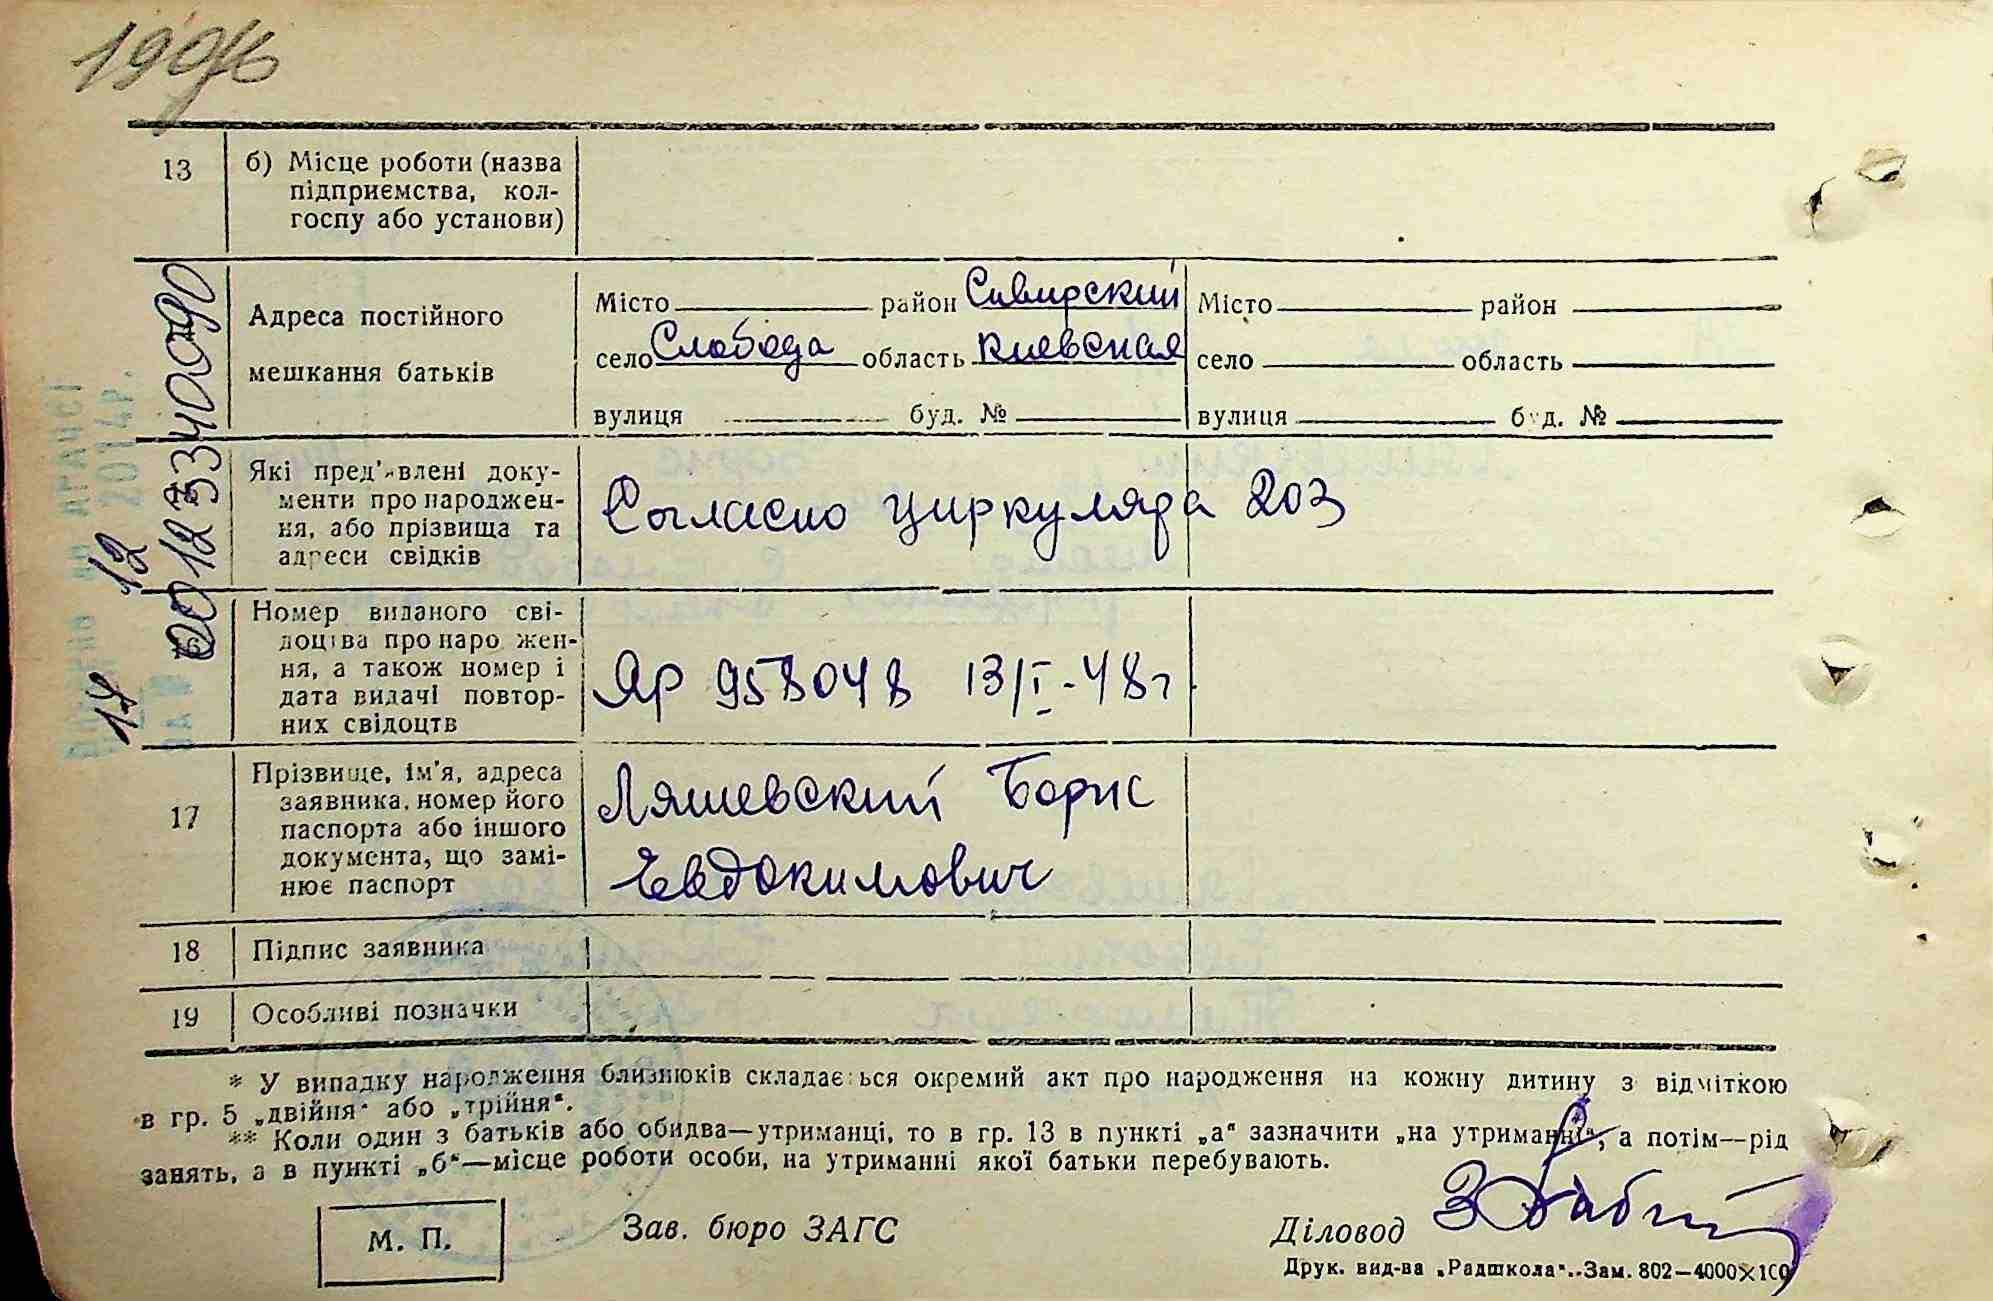 13
б) Місце роботи (назва
підприємства, кол-
госпу або установи)
Адреса постійного
мешкання батьків
Місто район Сивирский
село Слобода область Киевская
вулиця буд. №
Місто район
село область
вулиця буд. №
Які пред'явлені доку-
менти про народжен-
ня, або прізвища та
адреси свідків
Согласно циркуляра 203
16
Номер виданого сві-
доцтва про народжен-
ня, а також номер і
дата видачі повтор-
них свідоцтв
Яр 958048 13/I-48г
17
Прізвище, ім'я, адреса
заявника, номер його
паспорта або іншого
документа, що замі-
нює паспорт
Ляшевский Борис
Евдокимович
18
Підпис заявника
19
Особливі позначки
* У випадку народження близнюків складається окремий акт про народження на кожну дитину з відміткою
в гр. 5 „двійня“ або „трійня“.
** Коли один з батьків або обидва—утриманці, то в гр. 13 в пункті „а“ зазначити „на утриманні“, а потім—рід
занять, а в пункті „б“—місце роботи особи, на утриманні якої батьки перебувають.
М. П.
Зав. бюро ЗАГС
Діловод
Друк. вид-ва „Радшкола“.-Зам. 802—4000×100
00127340090
17 12
2014р.